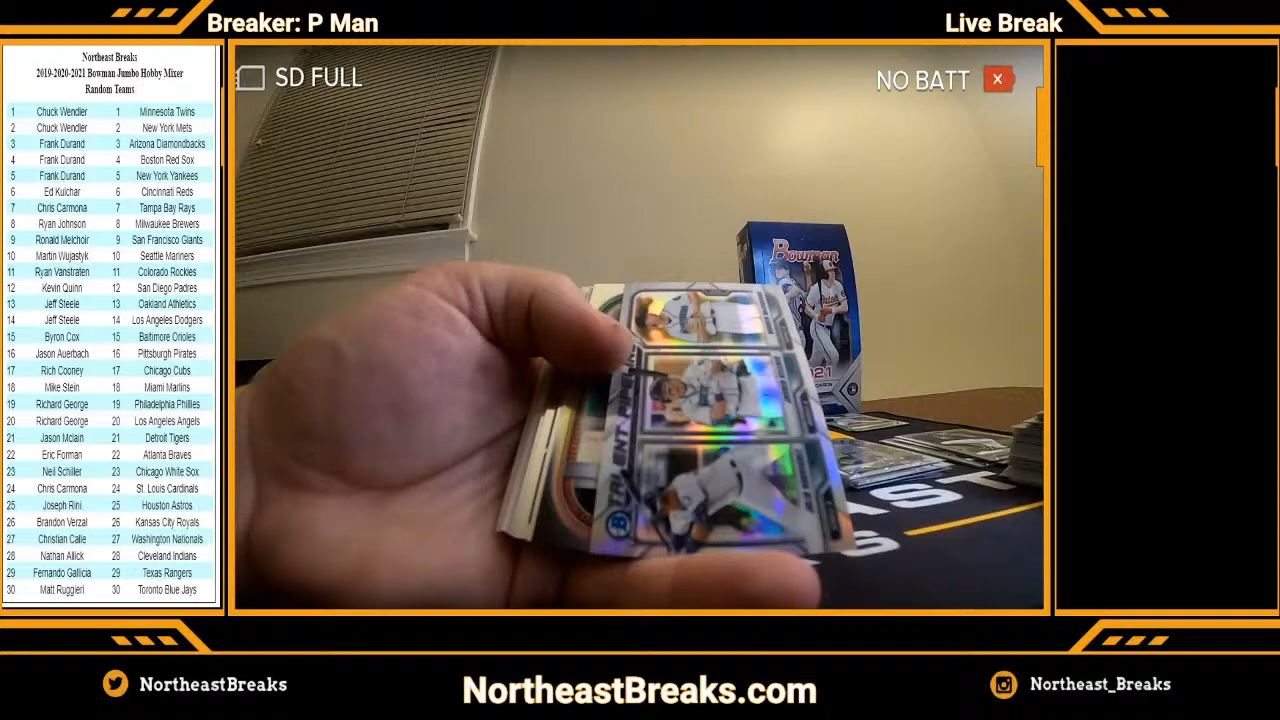 Breaker: P Man
Live Break
Northeast Breaks
2019-2020-2021 Bowman Jumbo Hobby Mixer
Random Teams
1 Chuck Wendler 1 Minnesota Twins
2 Chuck Wendler 2 New York Mets
3 Frank Durand 3 Arizona Diamondbacks
4 Frank Durand 4 Boston Red Sox
5 Frank Durand 5 New York Yankees
6 Ed Kulchar 6 Cincinnati Reds
7 Chris Carmona 7 Tampa Bay Rays
8 Ryan Johnson 8 Milwaukee Brewers
9 Ronald Melchoir 9 San Francisco Giants
10 Martin Wujastyk 10 Seattle Mariners
11 Ryan Vanstraten 11 Colorado Rockies
12 Kevin Quinn 12 San Diego Padres
13 Jeff Steele 13 Oakland Athletics
14 Jeff Steele 14 Los Angeles Dodgers
15 Byron Cox 15 Baltimore Orioles
16 Jason Auerbach 16 Pittsburgh Pirates
17 Rich Cooney 17 Chicago Cubs
18 Mike Stein 18 Miami Marlins
19 Richard George 19 Philadelphia Phillies
20 Richard George 20 Los Angeles Angels
21 Jason Mclain 21 Detroit Tigers
22 Eric Forman 22 Atlanta Braves
23 Neil Schiller 23 Chicago White Sox
24 Chris Carmona 24 St. Louis Cardinals
25 Joseph Rini 25 Houston Astros
26 Brandon Verzal 26 Kansas City Royals
27 Christian Calle 27 Washington Nationals
28 Nathan Allick 28 Cleveland Indians
29 Fernando Gallicia 29 Texas Rangers
30 Matt Ruggieri 30 Toronto Blue Jays
SD FULL
NO BATT
Bowman
NortheastBreaks
NortheastBreaks.com
Northeast_Breaks